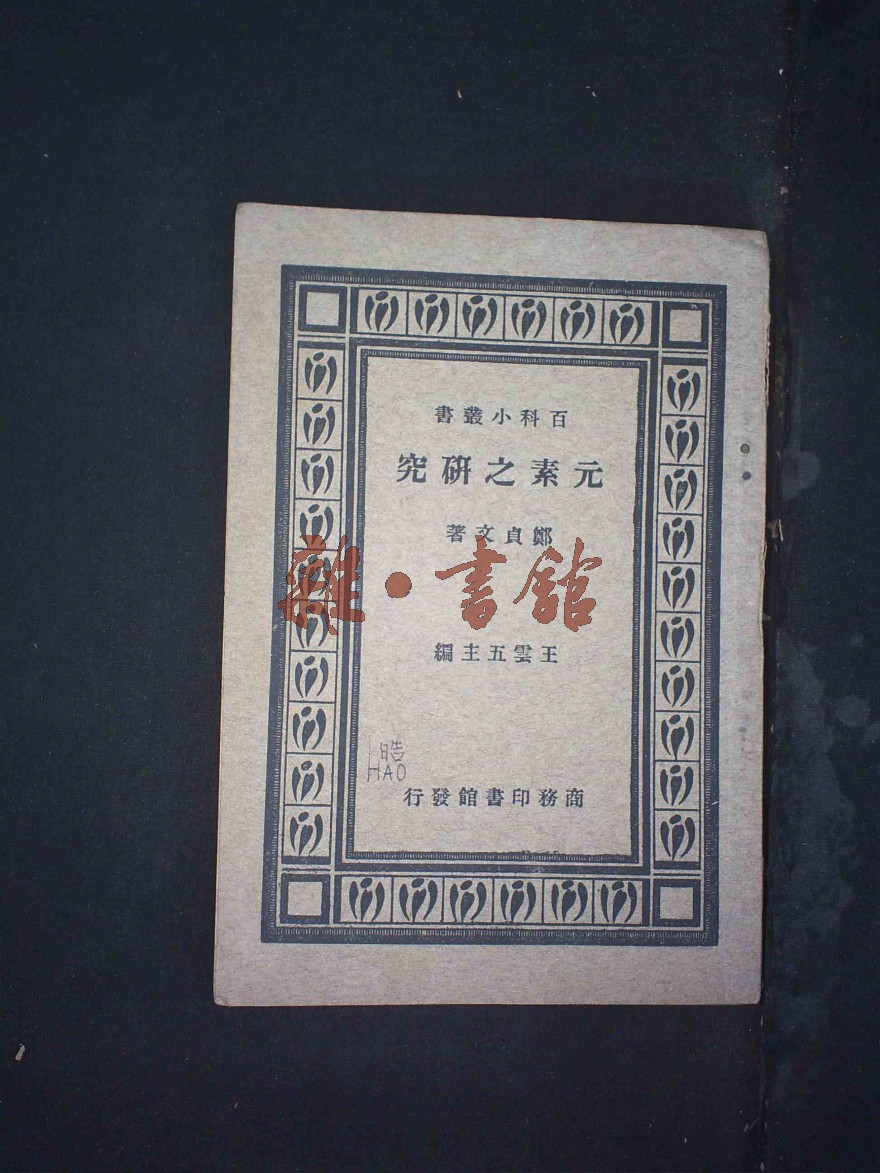 百科小叢書
元素之研究
鄭貞文著
雜·書館
王雲五主編
皓
HAO
商務印書館發行